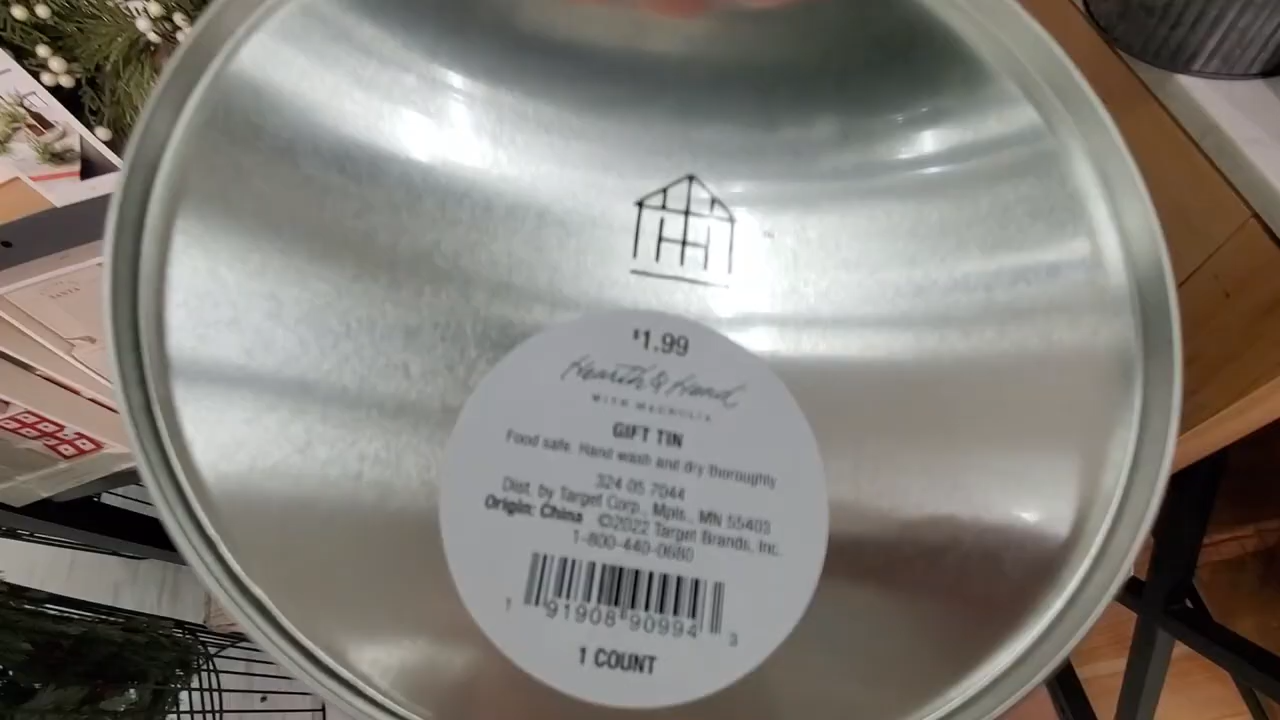 $1.99
Hearth & Hand
WITH MAGNOLIA
GIFT TIN
Food safe. Hand wash and dry thoroughly
324 05 7044
Dist. by Target Corp., Mpls., MN 55403
Origin: China ©2022 Target Brands, Inc.
1-800-440-0680
1 91908 90994 3
1 COUNT